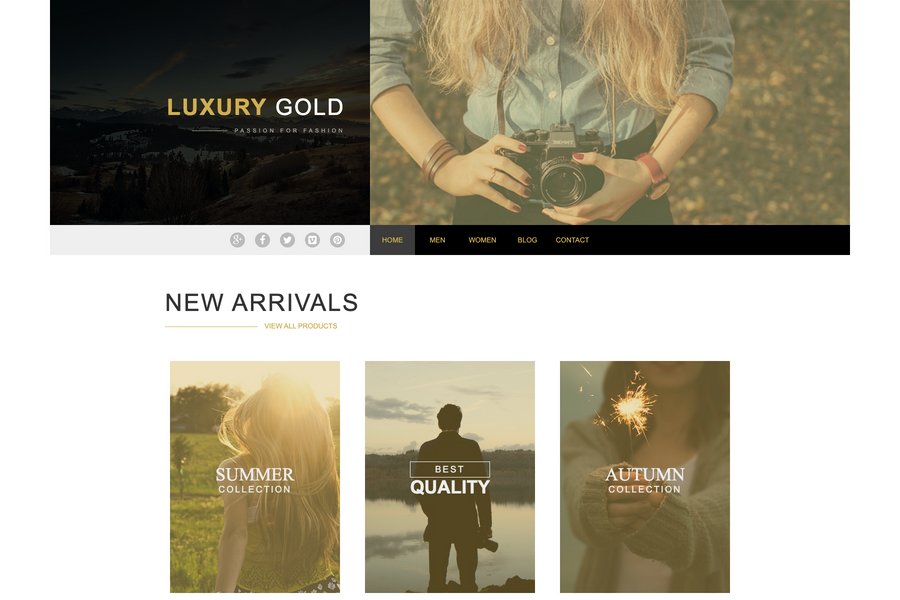 LUXURY GOLD
PASSION FOR FASHION
HOME MEN WOMEN BLOG CONTACT
NEW ARRIVALS
VIEW ALL PRODUCTS
SUMMER
COLLECTION
BEST
QUALITY
AUTUMN
COLLECTION